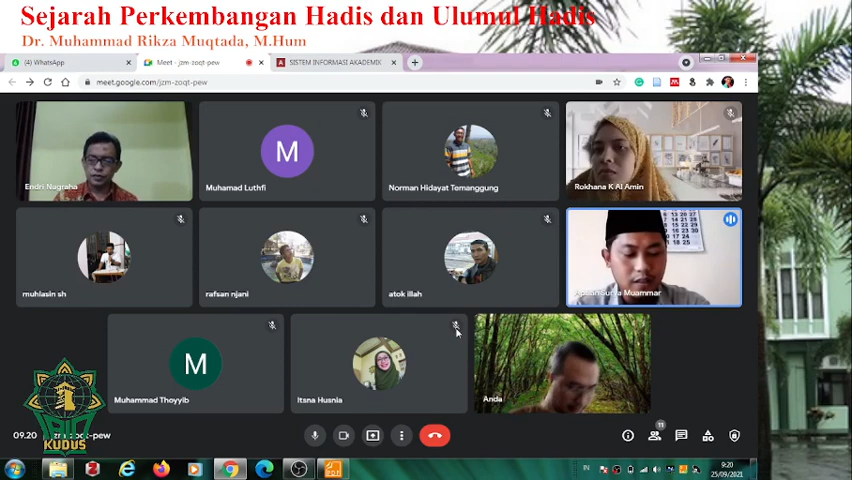 Sejarah Perkembangan Hadis dan Ulumul Hadis
Dr. Muhammad Rikza Muqtada, M.Hum
(4) WhatsApp
Meet - jzm-zoqt-pew
SISTEM INFORMASI AKADEMIK
meet.google.com/jzm-zoqt-pew
Endri Nugraha
M
Muhamad Luthfi
Norman Hidayat Temanggung
Rokhana K Al Amin
muhlasin sh
rafsan njani
atok illah
Muammar
M
Muhammad Thoyyib
Itsna Husnia
Anda
KUDUS
09.20
jzm-zoqt-pew
11
IN
9:20
25/09/2021